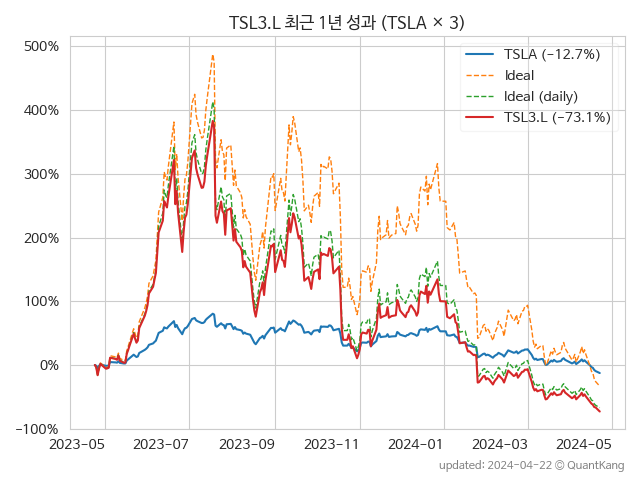 TSL3.L 최근 1년 성과 (TSLA × 3)
500%
400%
300%
200%
100%
0%
−100%
TSLA (−12.7%)
Ideal
Ideal (daily)
TSL3.L (−73.1%)
2023-05
2023-07
2023-09
2023-11
2024-01
2024-03
2024-05
updated: 2024-04-22 © QuantKang